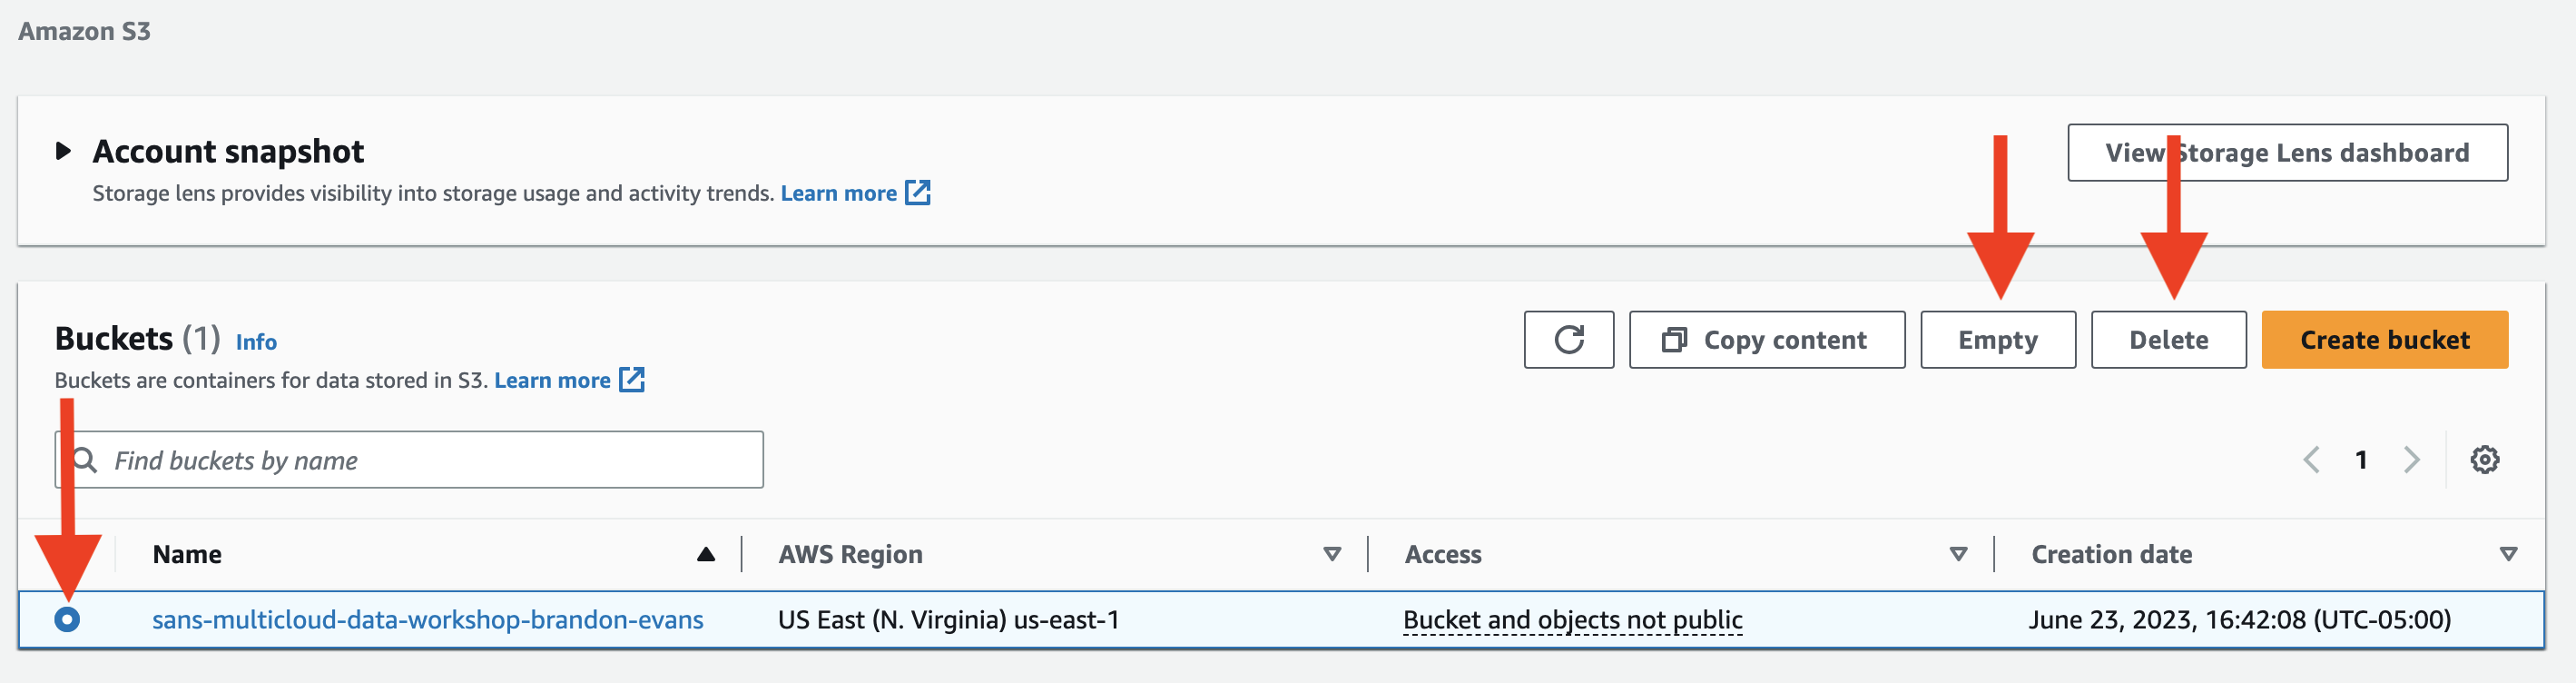 Amazon S3
Account snapshot
View Storage Lens dashboard
Storage lens provides visibility into storage usage and activity trends. Learn more
Buckets (1) Info
Copy content
Empty
Delete
Create bucket
Buckets are containers for data stored in S3. Learn more
Find buckets by name
1
Name AWS Region Access Creation date
sans-multicloud-data-workshop-brandon-evans US East (N. Virginia) us-east-1 Bucket and objects not public June 23, 2023, 16:42:08 (UTC-05:00)